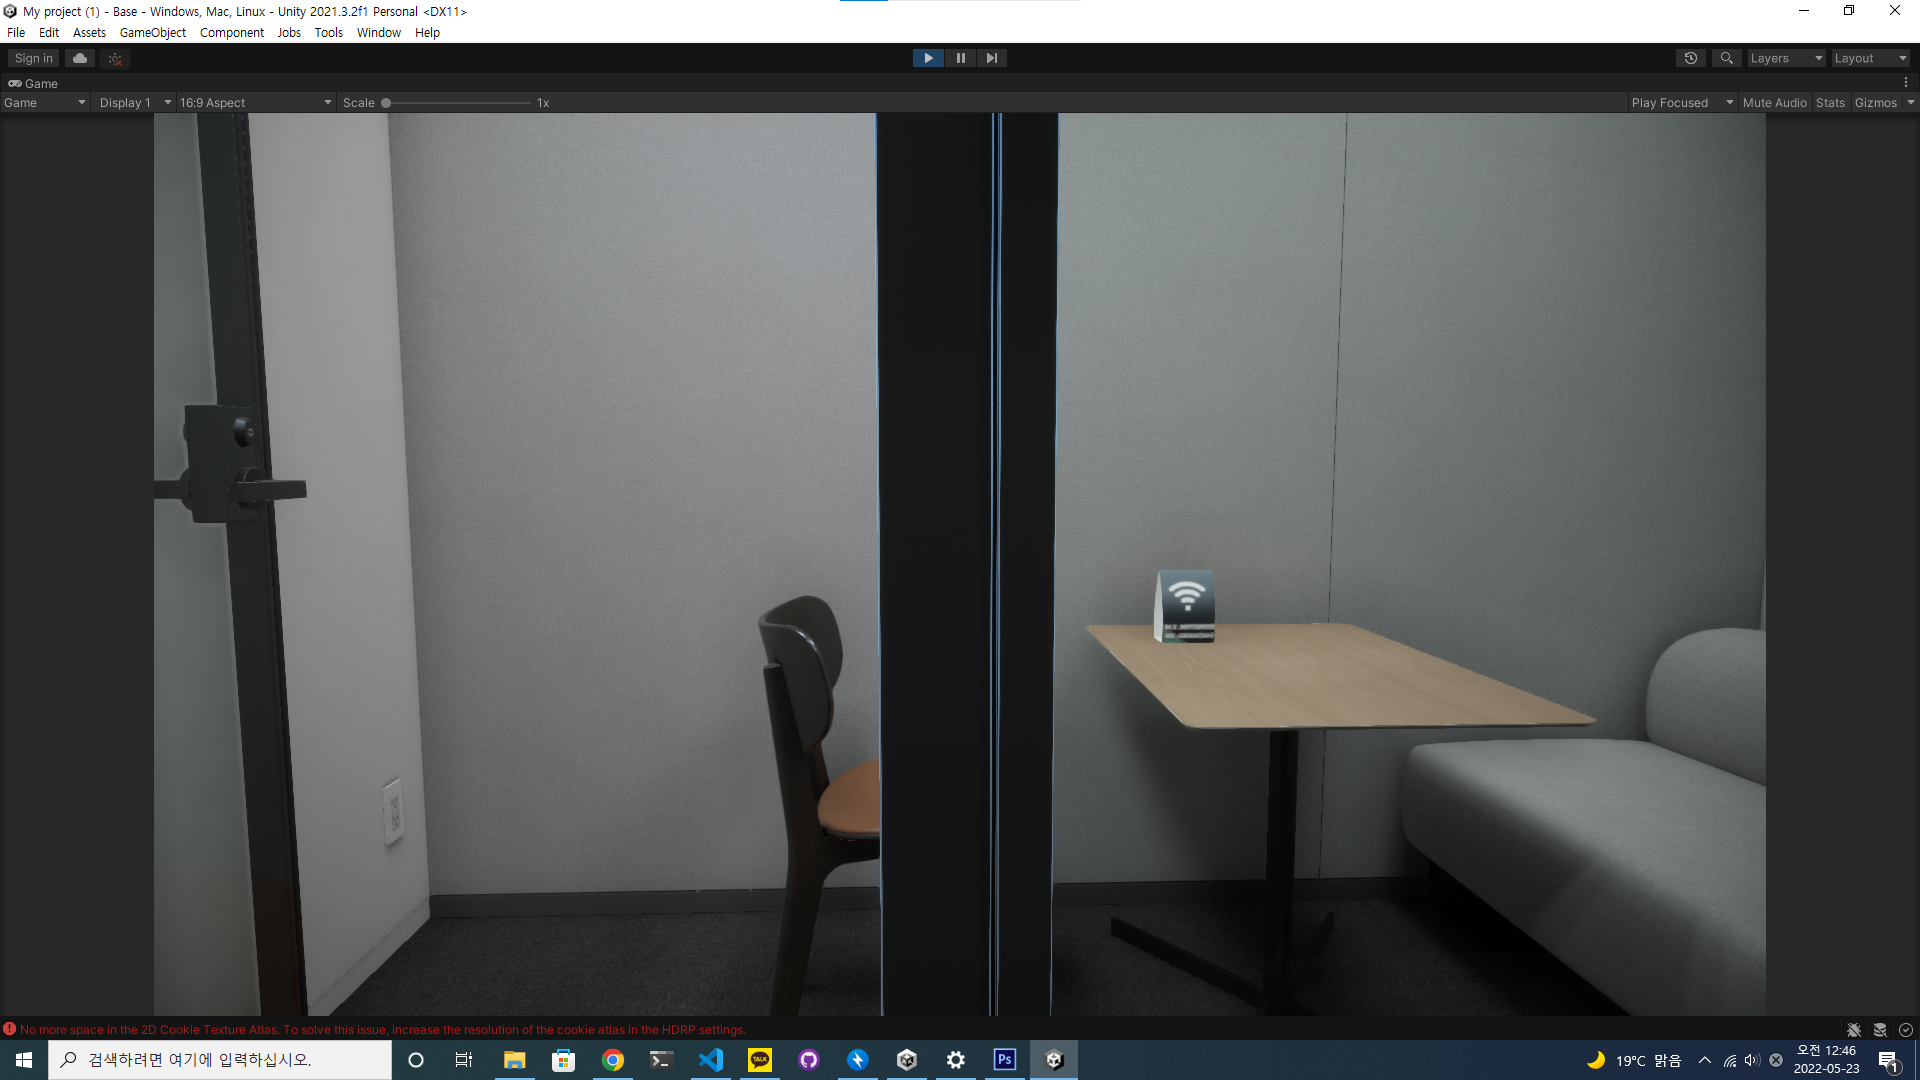 My project (1) - Base - Windows, Mac, Linux - Unity 2021.3.2f1 Personal <DX11>
File Edit Assets GameObject Component Jobs Tools Window Help
Sign in Layers Layout
Game
Game Display 1 16:9 Aspect Scale 1x Play Focused Mute Audio Stats Gizmos
No more space in the 2D Cookie Texture Atlas. To solve this issue, increase the resolution of the cookie atlas in the HDRP settings.
검색하려면 여기에 입력하십시오.
TALK
Ps
19°C 맑음
오전 12:46
2022-05-23
1